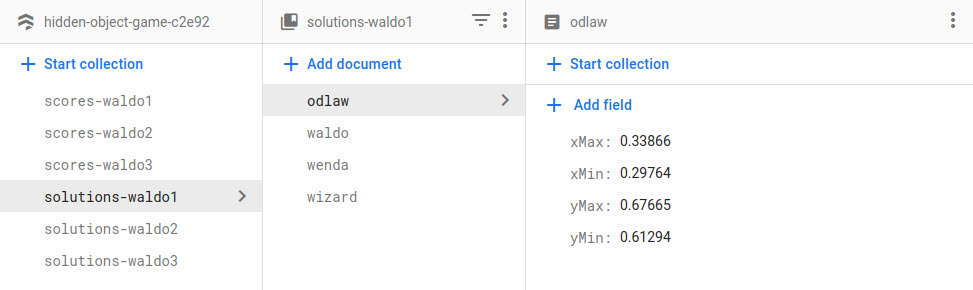 hidden-object-game-c2e92
solutions-waldo1
odlaw
Start collection
Add document
Start collection
scores-waldo1
scores-waldo2
scores-waldo3
solutions-waldo1
solutions-waldo2
solutions-waldo3
odlaw
waldo
wenda
wizard
Add field
xMax: 0.33866
xMin: 0.29764
yMax: 0.67665
yMin: 0.61294